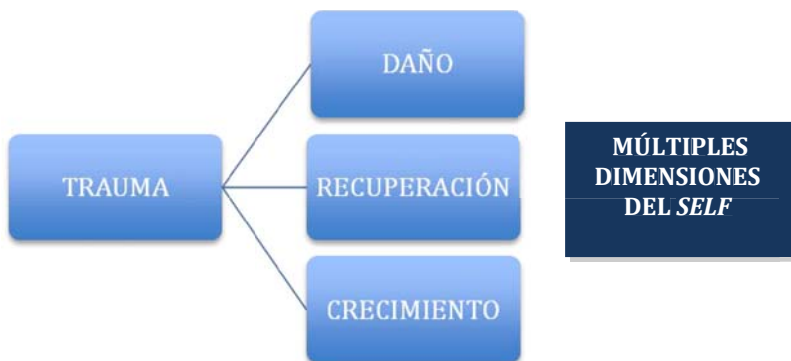 DAÑO
TRAUMA
RECUPERACIÓN
CRECIMIENTO
MÚLTIPLES
DIMENSIONES
DEL SELF